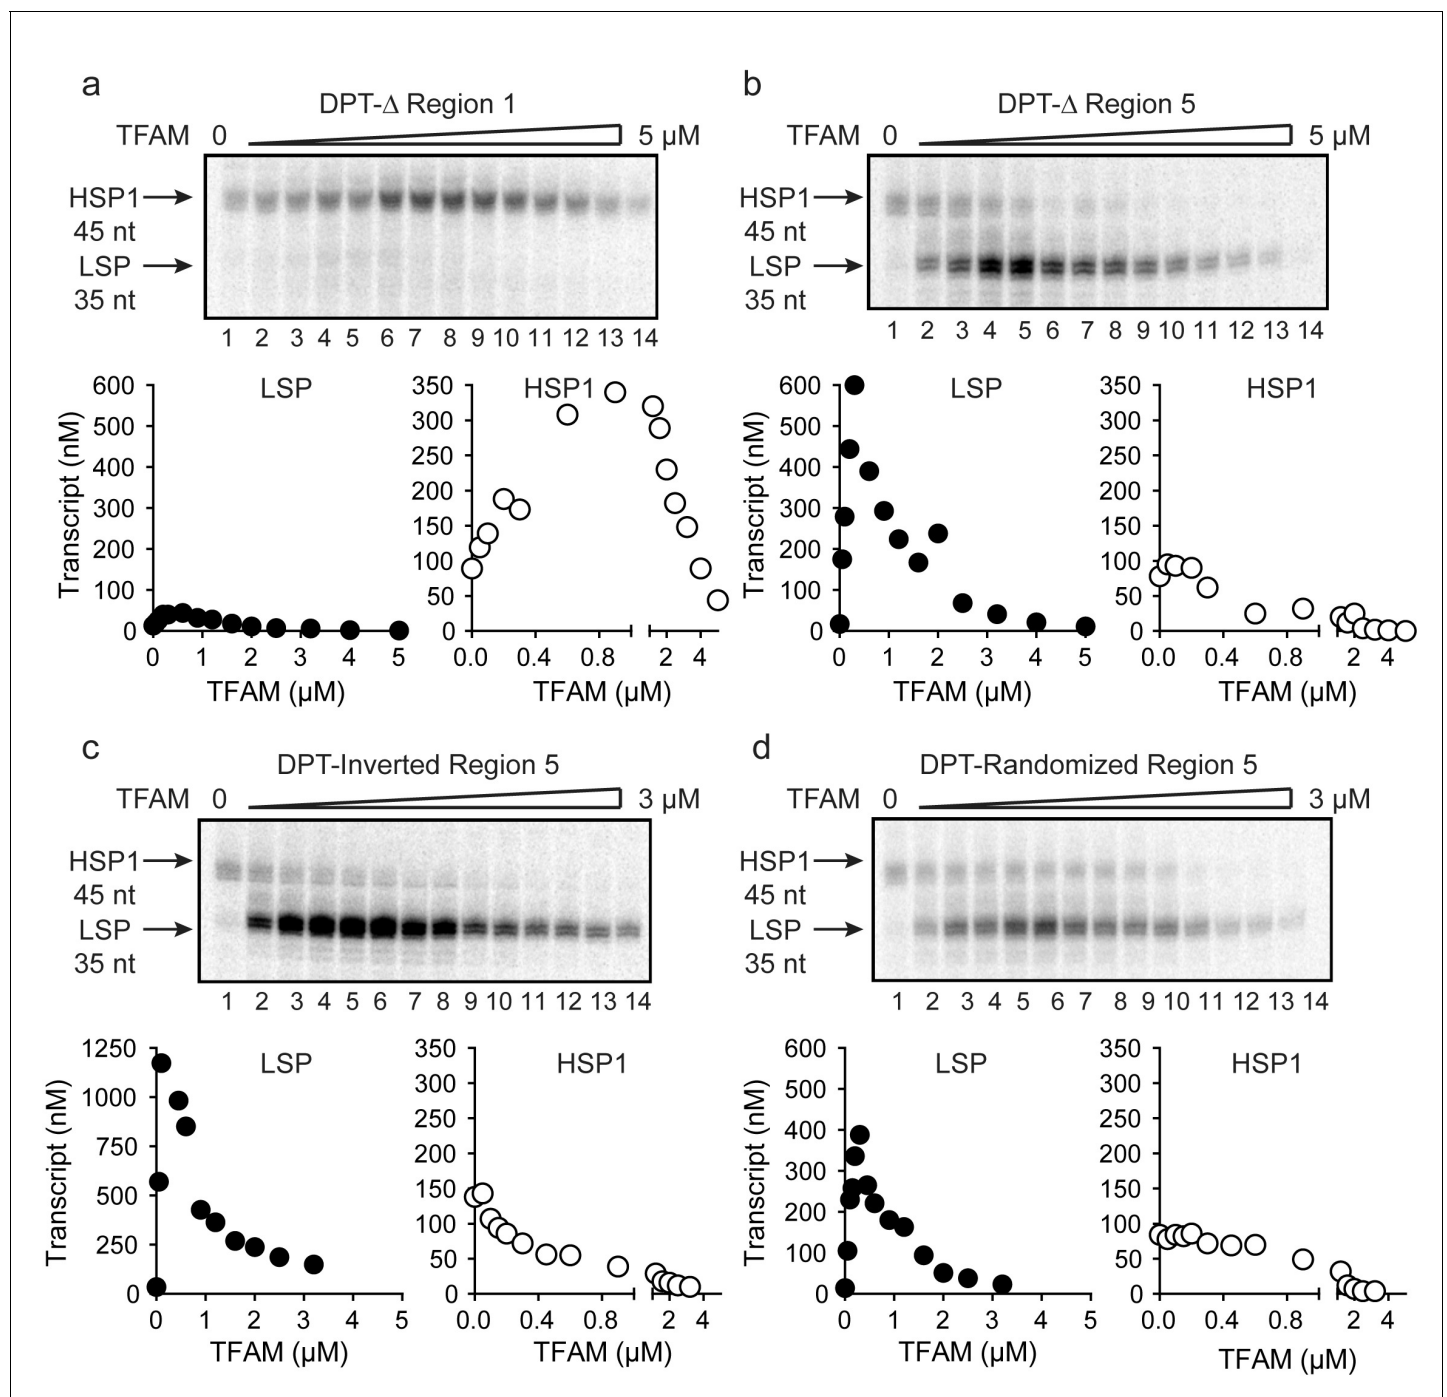 a
DPT-Δ Region 1
TFAM 0 5 μM
HSP1
45 nt
LSP
35 nt
1 2 3 4 5 6 7 8 9 10 11 12 13 14
LSP
600
500
400
300
200
100
0
Transcript (nM)
0 1 2 3 4 5
TFAM (μM)
HSP1
350
300
250
200
150
100
50
0
0.0 0.4 0.8 2 4
TFAM (μM)
b
DPT-Δ Region 5
TFAM 0 5 μM
HSP1
45 nt
LSP
35 nt
1 2 3 4 5 6 7 8 9 10 11 12 13 14
LSP
600
500
400
300
200
100
0
Transcript (nM)
0 1 2 3 4 5
TFAM (μM)
HSP1
350
300
250
200
150
100
50
0
0.0 0.4 0.8 2 4
TFAM (μM)
c
DPT-Inverted Region 5
TFAM 0 3 μM
HSP1
45 nt
LSP
35 nt
1 2 3 4 5 6 7 8 9 10 11 12 13 14
LSP
1250
1000
750
500
250
0
Transcript (nM)
0 1 2 3 4 5
TFAM (μM)
HSP1
350
300
250
200
150
100
50
0
0.0 0.4 0.8 2 4
TFAM (μM)
d
DPT-Randomized Region 5
TFAM 0 3 μM
HSP1
45 nt
LSP
35 nt
1 2 3 4 5 6 7 8 9 10 11 12 13 14
LSP
600
500
400
300
200
100
0
Transcript (nM)
0 1 2 3 4 5
TFAM (μM)
HSP1
350
300
250
200
150
100
50
0
0.0 0.4 0.8 2 4
TFAM (μM)